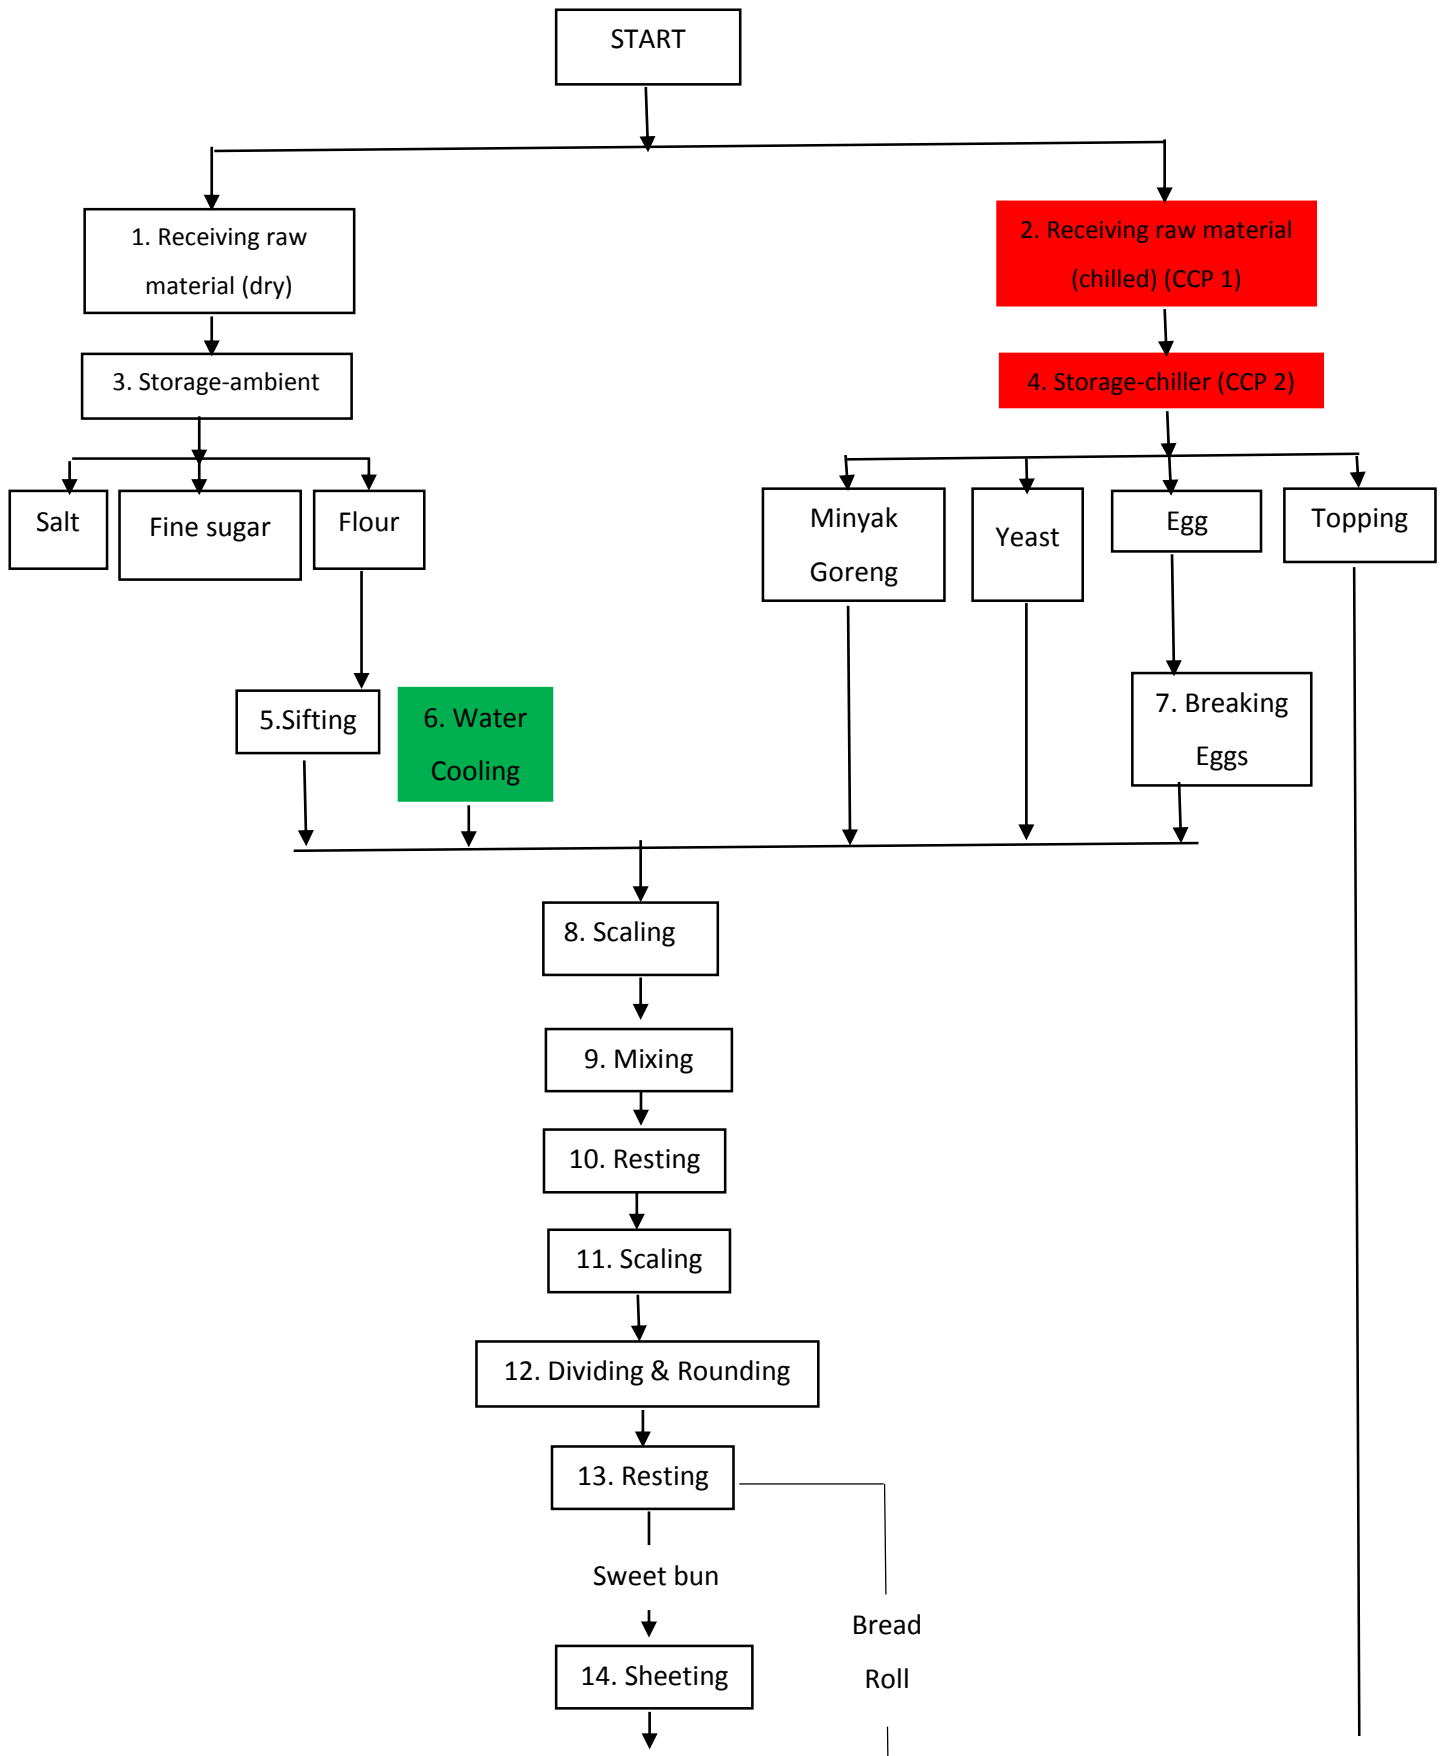 START
1. Receiving raw
material (dry)
2. Receiving raw material
(chilled) (CCP 1)
3. Storage-ambient
4. Storage-chiller (CCP 2)
Salt
Fine sugar
Flour
Minyak
Goreng
Yeast
Egg
Topping
5.Sifting
6. Water
Cooling
7. Breaking
Eggs
8. Scaling
9. Mixing
10. Resting
11. Scaling
12. Dividing & Rounding
13. Resting
Sweet bun
Bread
Roll
14. Sheeting